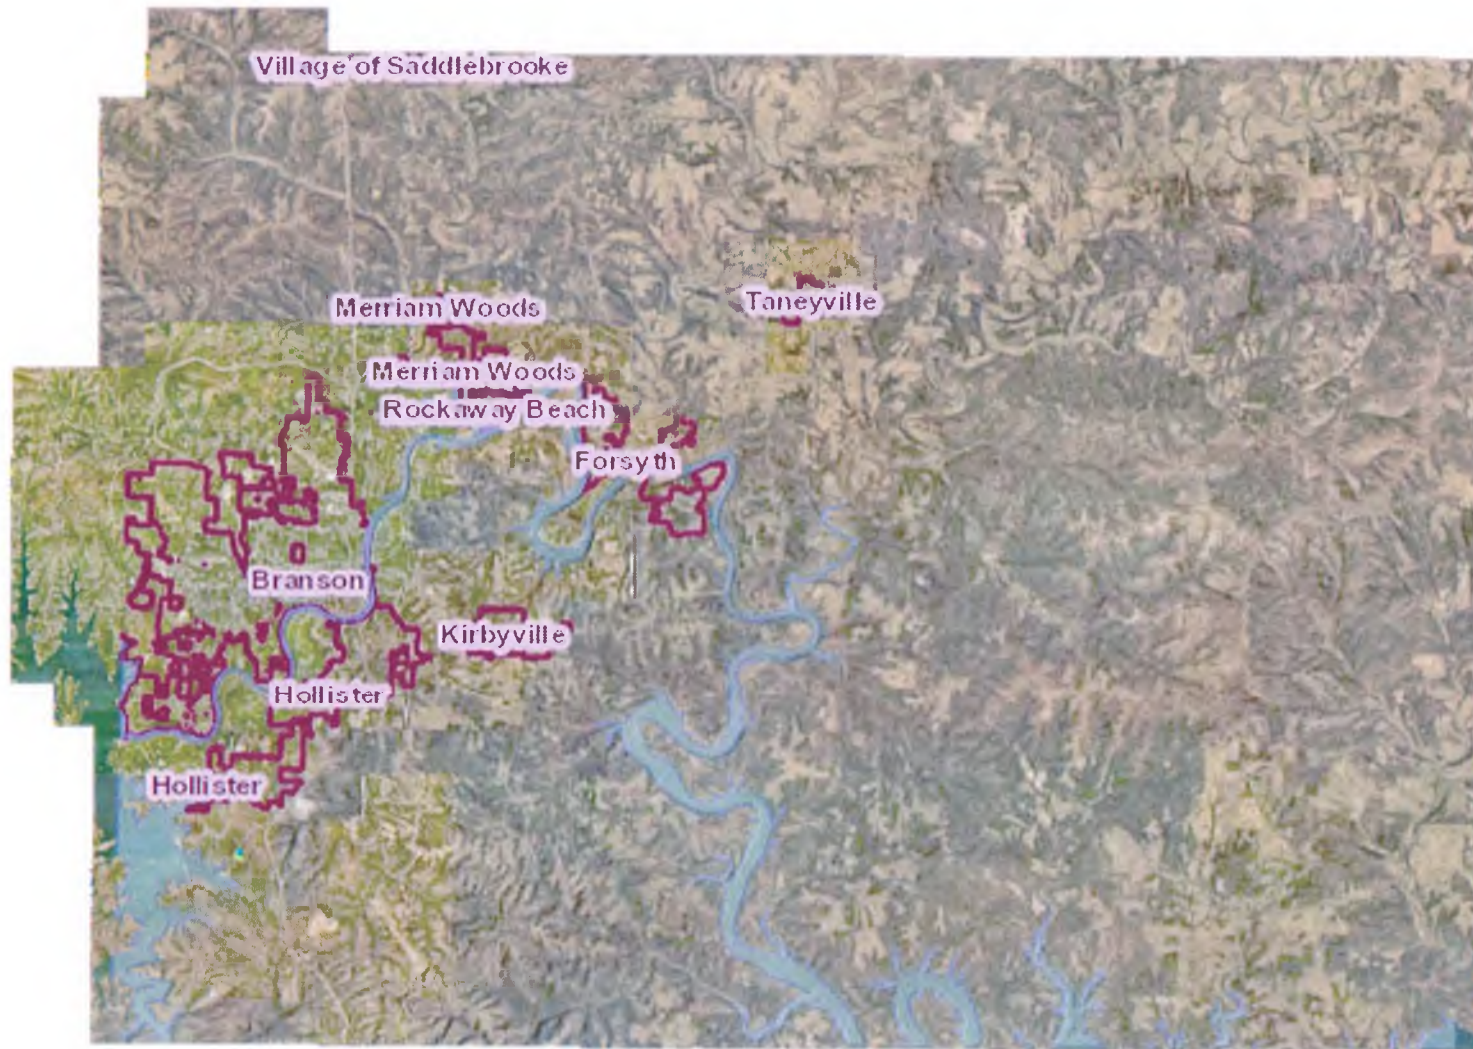 Village of Saddlebrooke
Merriam Woods
Taneyville
Merriam Woods
Rockaway Beach
Forsyth
Branson
Kirbyville
Hollister
Hollister